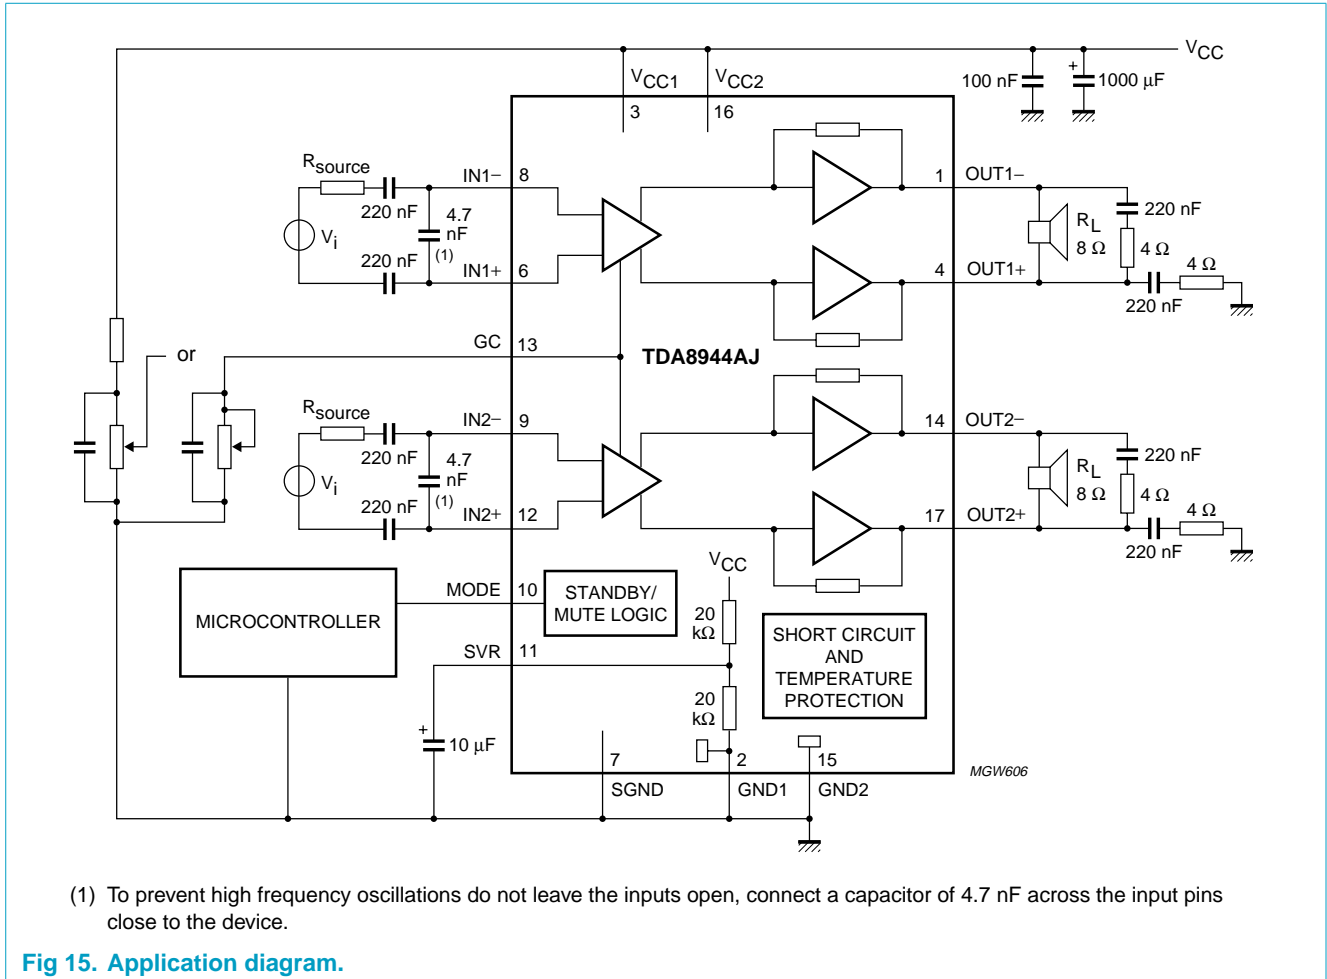 VCC
VCC1
VCC2
3
16
100 nF
+
1000 μF
Rsource
220 nF
4.7
nF
(1)
Vi
220 nF
IN1−
8
IN1+
6
1
OUT1−
4
OUT1+
RL
8 Ω
220 nF
4 Ω
4 Ω
220 nF
or
GC
13
TDA8944AJ
Rsource
220 nF
4.7
nF
(1)
Vi
220 nF
IN2−
9
IN2+
12
14
OUT2−
17
OUT2+
RL
8 Ω
220 nF
4 Ω
4 Ω
220 nF
MICROCONTROLLER
MODE
10
STANDBY/
MUTE LOGIC
VCC
20
kΩ
SVR
11
20
kΩ
SHORT CIRCUIT
AND
TEMPERATURE
PROTECTION
+
10 μF
7
SGND
2
GND1
15
GND2
MGW606
(1) To prevent high frequency oscillations do not leave the inputs open, connect a capacitor of 4.7 nF across the input pins
close to the device.
Fig 15. Application diagram.